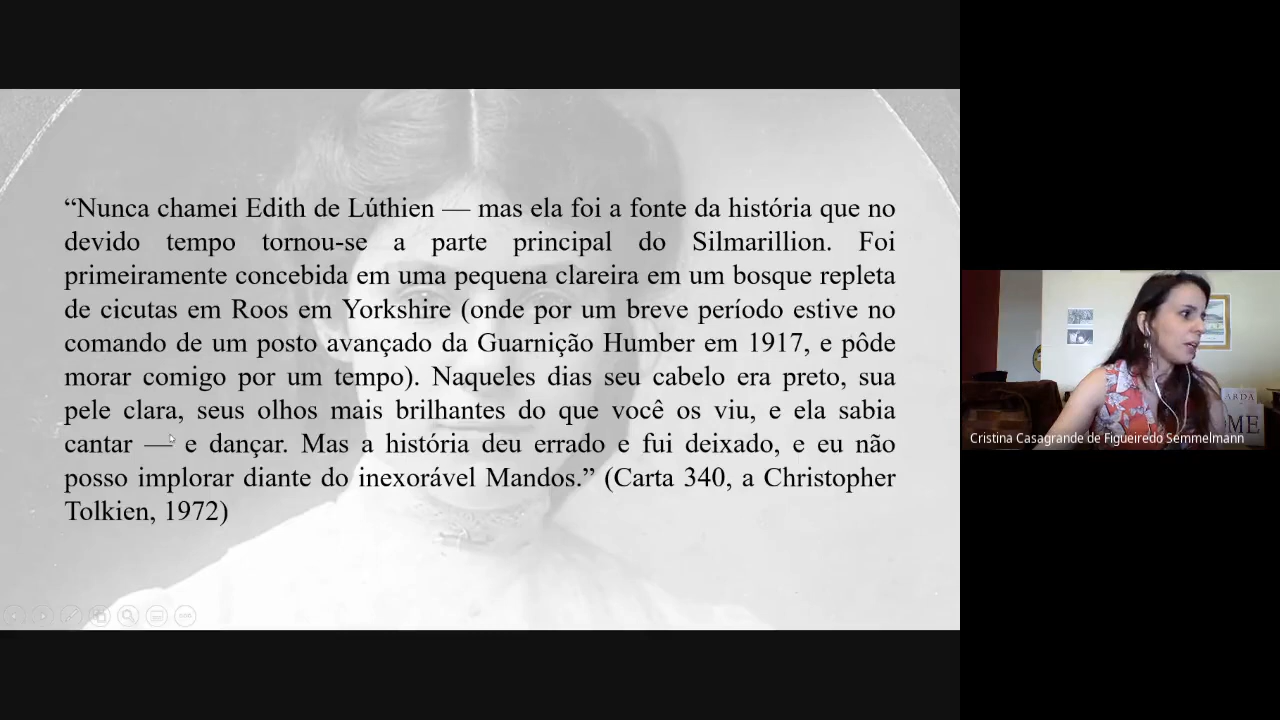 “Nunca chamei Edith de Lúthien — mas ela foi a fonte da história que no
devido tempo tornou-se a parte principal do Silmarillion. Foi
primeiramente concebida em uma pequena clareira em um bosque repleta
de cicutas em Roos em Yorkshire (onde por um breve período estive no
comando de um posto avançado da Guarnição Humber em 1917, e pôde
morar comigo por um tempo). Naqueles dias seu cabelo era preto, sua
pele clara, seus olhos mais brilhantes do que você os viu, e ela sabia
cantar — e dançar. Mas a história deu errado e fui deixado, e eu não
posso implorar diante do inexorável Mandos.” (Carta 340, a Christopher
Tolkien, 1972)
ARDA
ME
Cristina Casagrande de Figueiredo Semmelmann